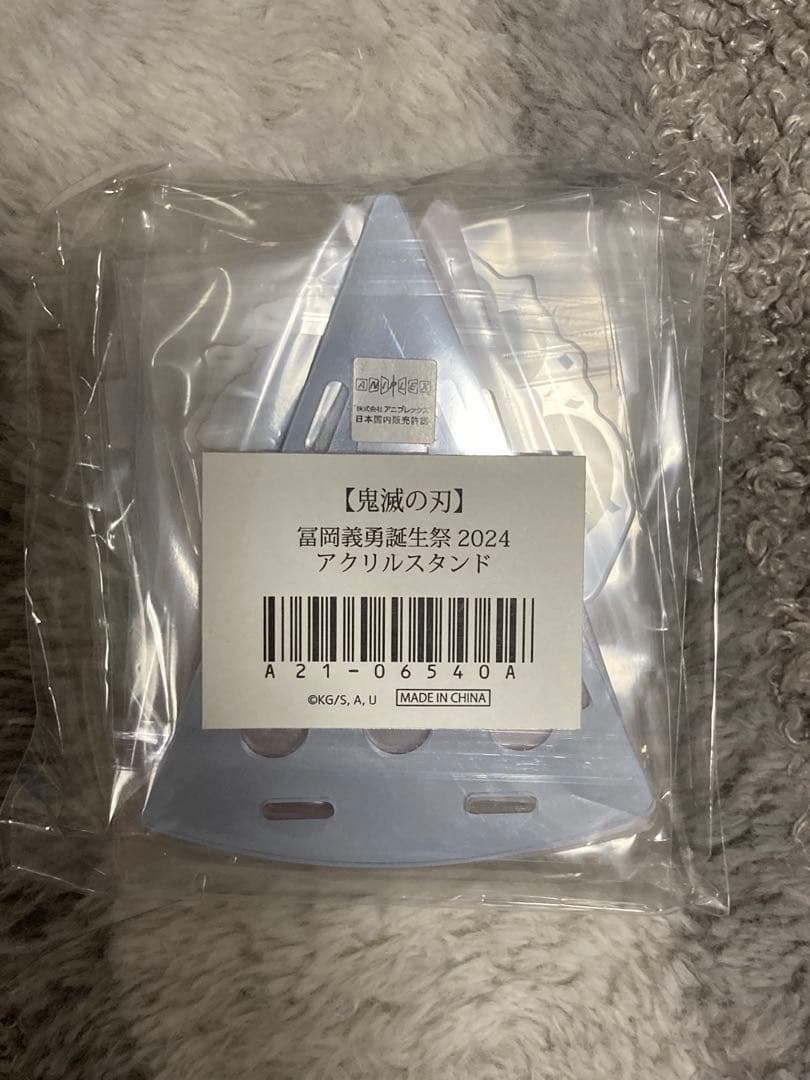 ANIPLEX
株式会社アニプレックス
日本国内販売許諾
【鬼滅の刃】
冨岡義勇誕生祭 2024
アクリルスタンド
A21-06540A
©KG/S, A, U
MADE IN CHINA